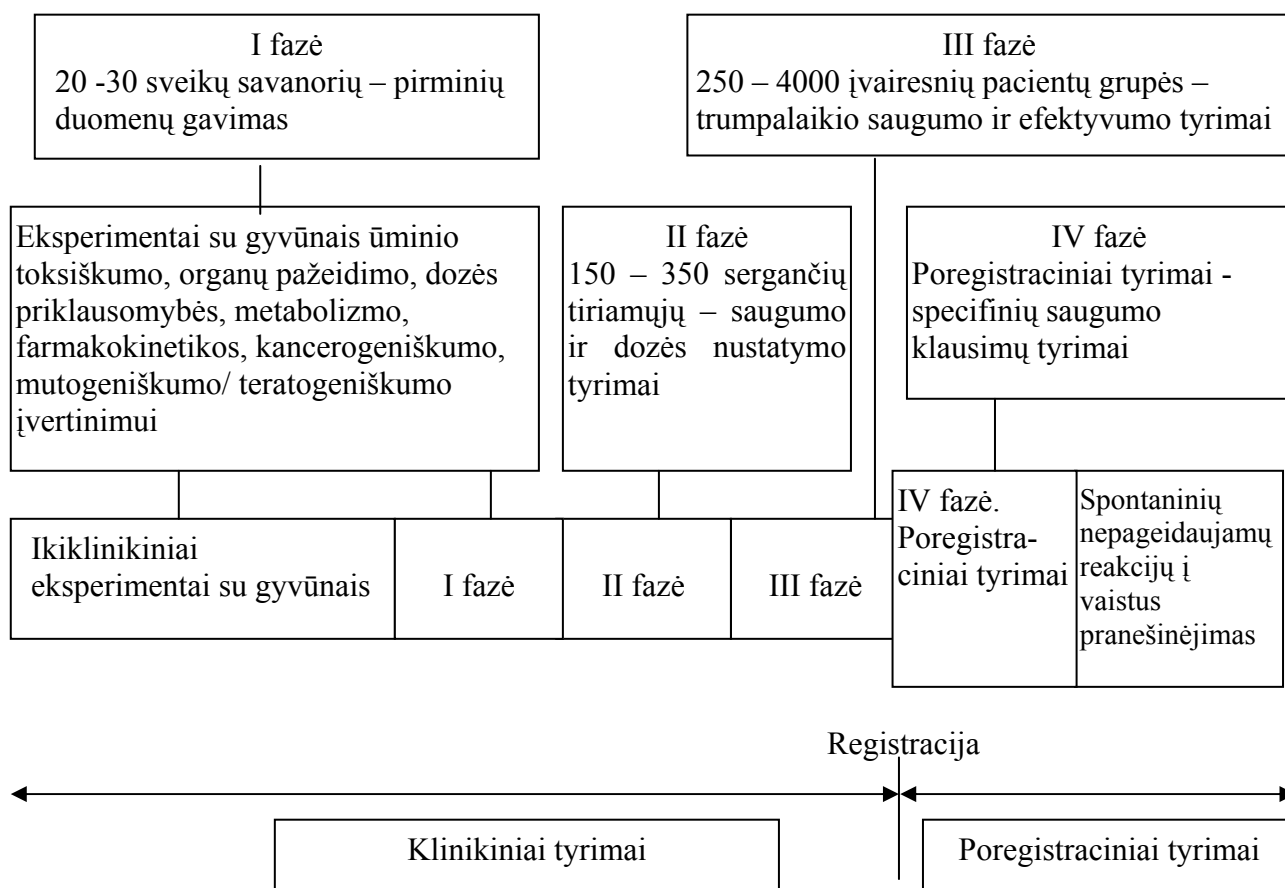 I fazė
20 -30 sveikų savanorių – pirminių
duomenų gavimas
III fazė
250 – 4000 įvairesnių pacientų grupės –
trumpalaikio saugumo ir efektyvumo tyrimai
Eksperimentai su gyvūnais ūminio
toksiškumo, organų pažeidimo, dozės
priklausomybės, metabolizmo,
farmakokinetikos, kancerogeniškumo,
mutogeniškumo/ teratogeniškumo
įvertinimui
II fazė
150 – 350 sergančių
tiriamųjų – saugumo
ir dozės nustatymo
tyrimai
IV fazė
Poregistraciniai tyrimai -
specifinių saugumo
klausimų tyrimai
Ikiklinikiniai
eksperimentai su gyvūnais
I fazė
II fazė
III fazė
IV fazė.
Poregistra-
ciniai tyrimai
Spontaninių
nepageidaujamų
reakcijų į
vaistus
pranešinėjimas
Registracija
Klinikiniai tyrimai
Poregistraciniai tyrimai